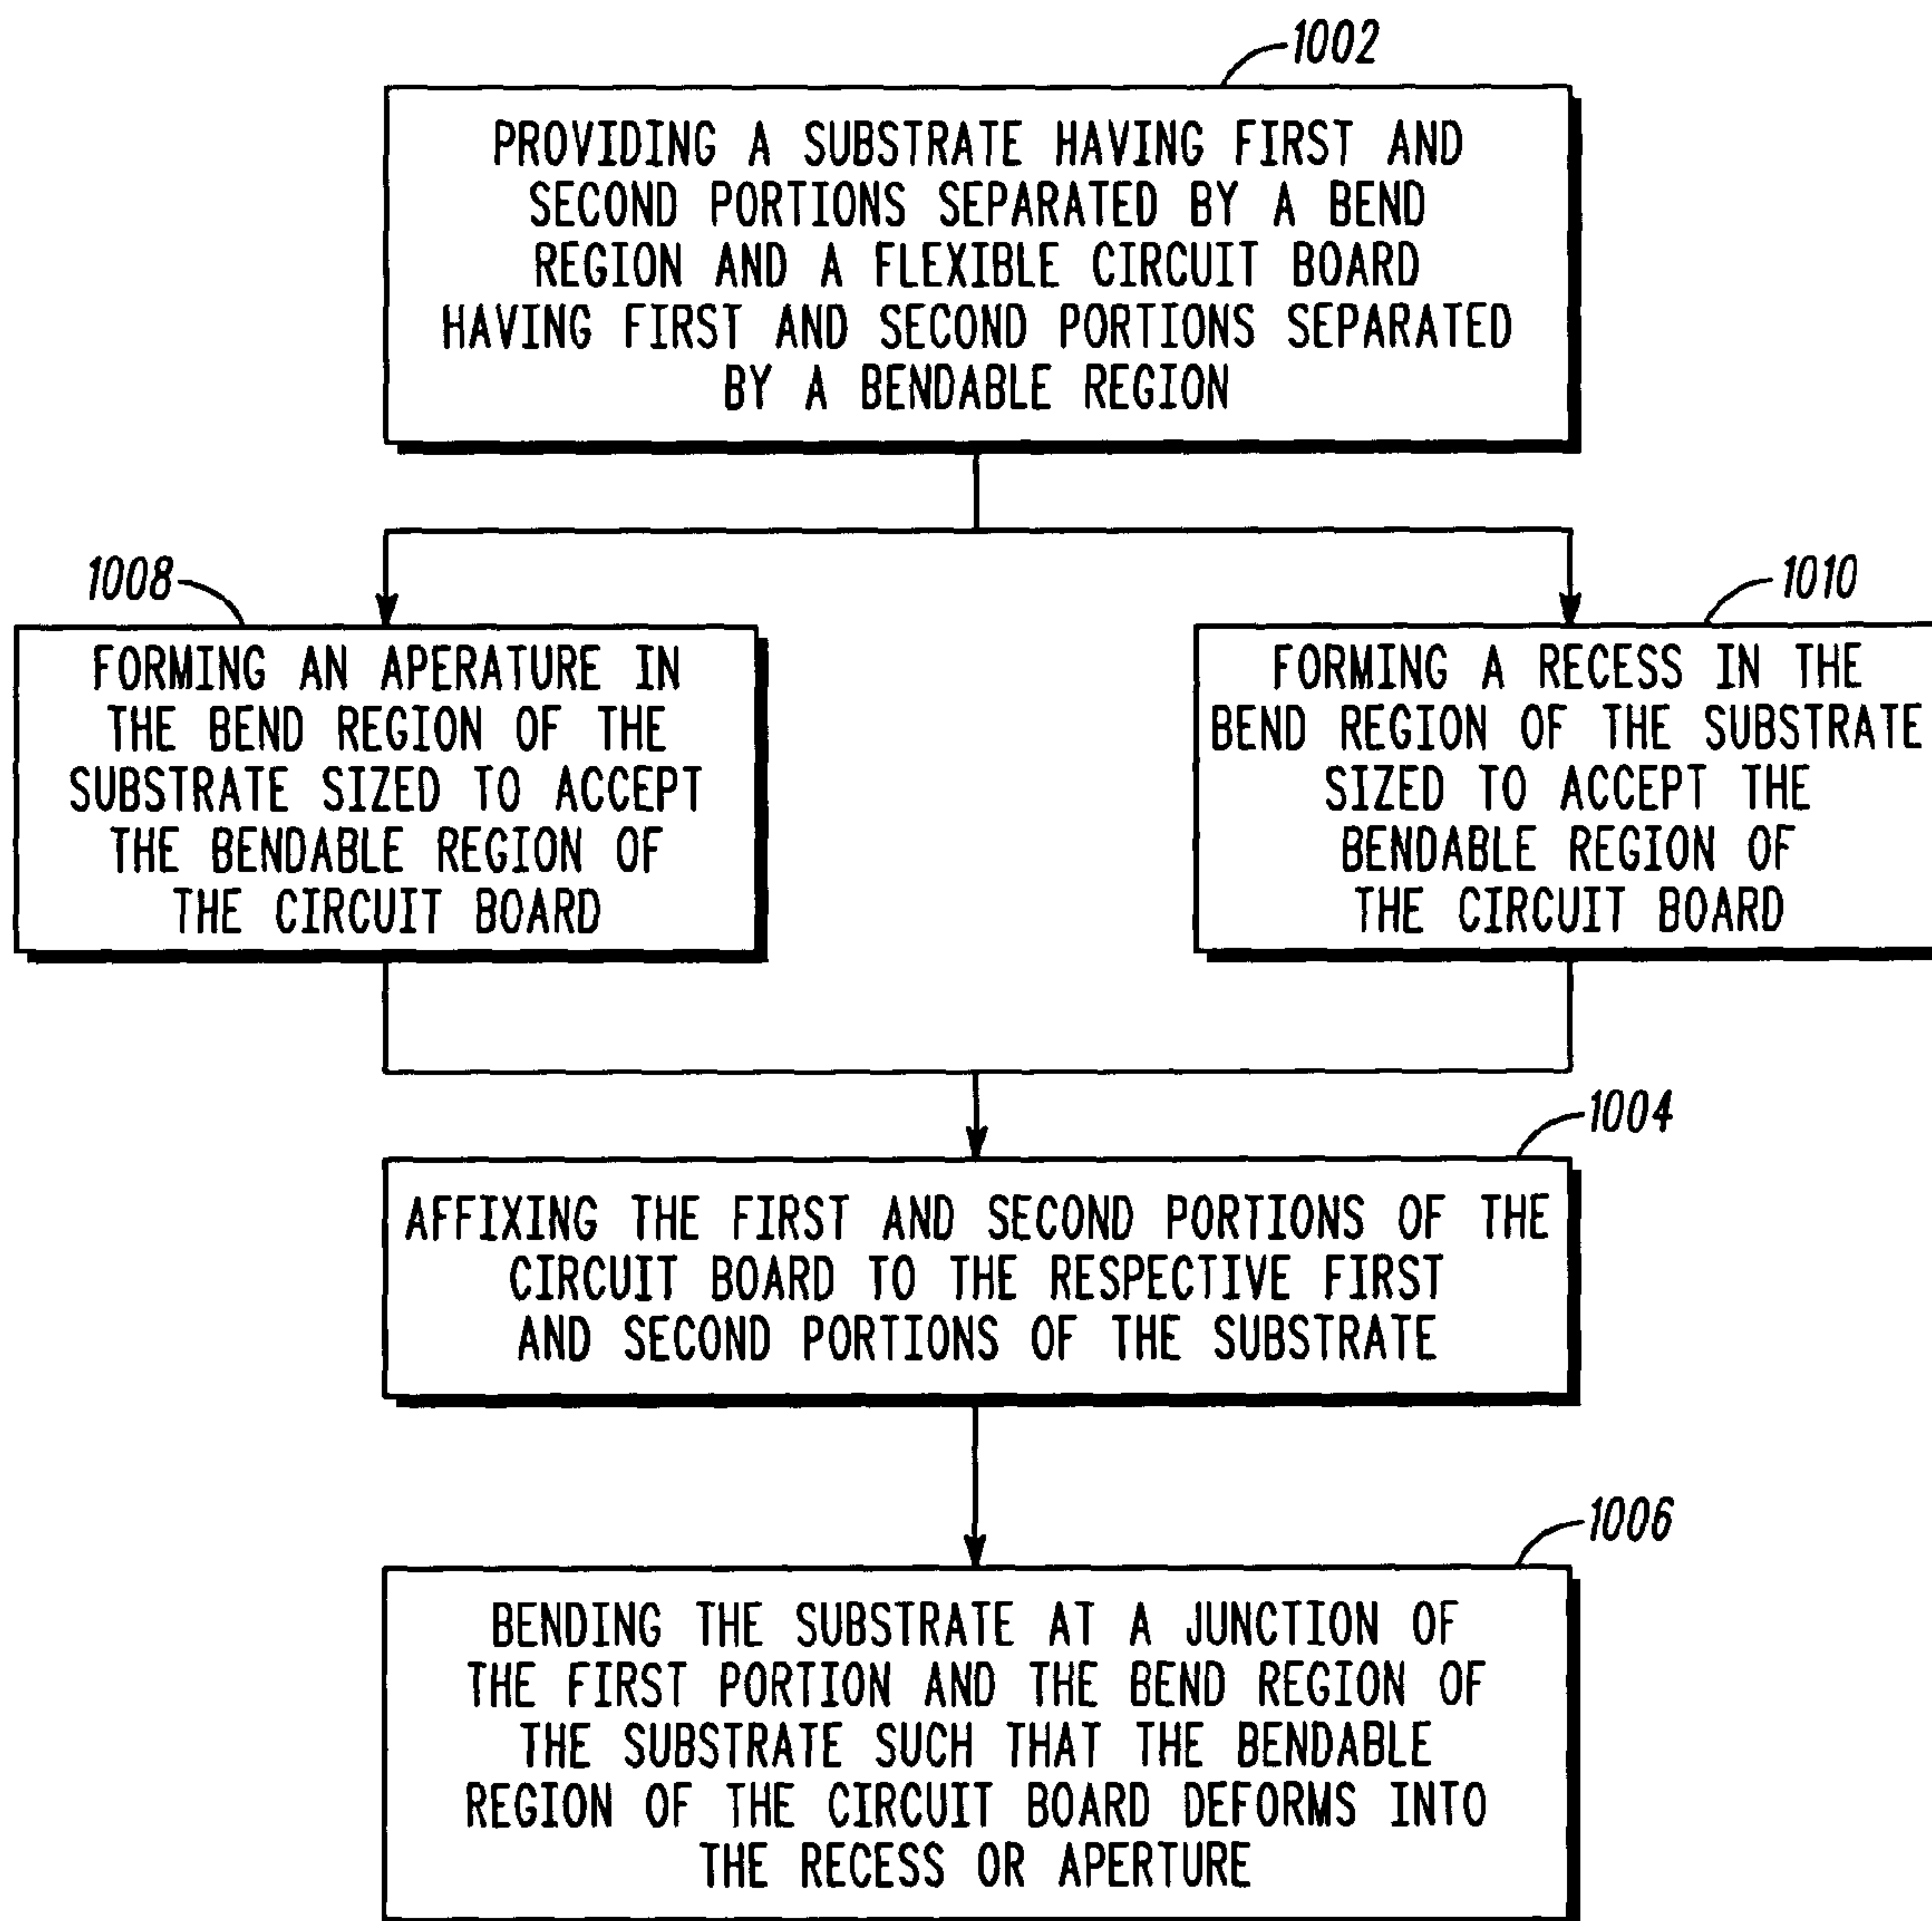 1002
PROVIDING A SUBSTRATE HAVING FIRST AND
SECOND PORTIONS SEPARATED BY A BEND
REGION AND A FLEXIBLE CIRCUIT BOARD
HAVING FIRST AND SECOND PORTIONS SEPARATED
BY A BENDABLE REGION
1008
FORMING AN APERATURE IN
THE BEND REGION OF THE
SUBSTRATE SIZED TO ACCEPT
THE BENDABLE REGION OF
THE CIRCUIT BOARD
1010
FORMING A RECESS IN THE
BEND REGION OF THE SUBSTRATE
SIZED TO ACCEPT THE
BENDABLE REGION OF
THE CIRCUIT BOARD
1004
AFFIXING THE FIRST AND SECOND PORTIONS OF THE
CIRCUIT BOARD TO THE RESPECTIVE FIRST
AND SECOND PORTIONS OF THE SUBSTRATE
1006
BENDING THE SUBSTRATE AT A JUNCTION OF
THE FIRST PORTION AND THE BEND REGION OF
THE SUBSTRATE SUCH THAT THE BENDABLE
REGION OF THE CIRCUIT BOARD DEFORMS INTO
THE RECESS OR APERTURE